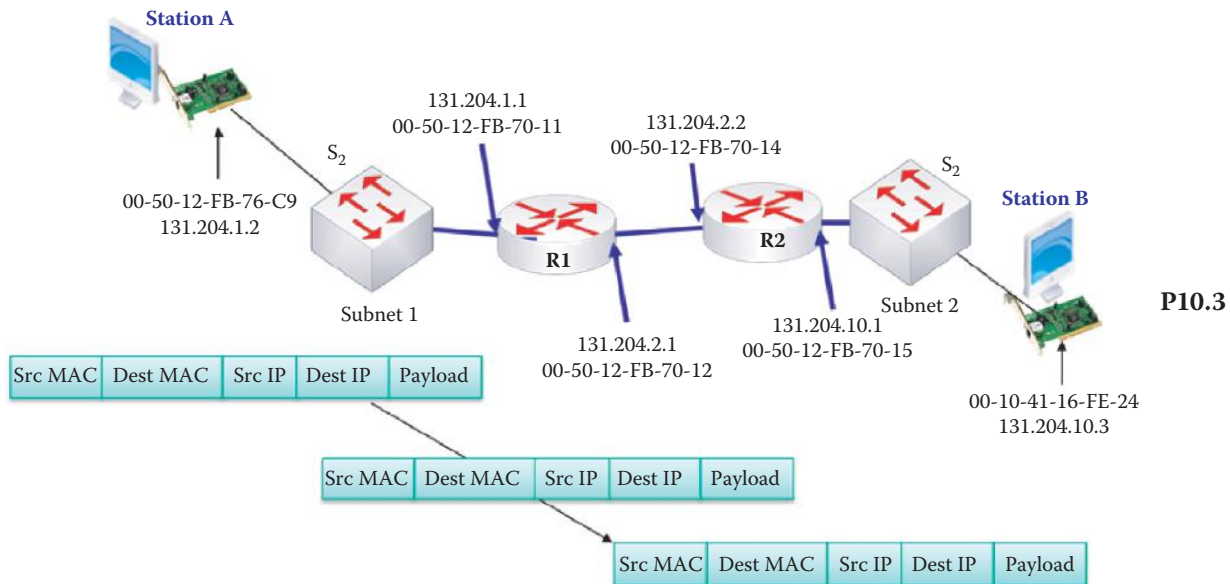 Station A
131.204.1.1
00-50-12-FB-70-11
131.204.2.2
00-50-12-FB-70-14
S2
S2
00-50-12-FB-76-C9
131.204.1.2
Station B
R1
R2
Subnet 1
Subnet 2
P10.3
131.204.2.1
00-50-12-FB-70-12
131.204.10.1
00-50-12-FB-70-15
00-10-41-16-FE-24
131.204.10.3
Src MAC Dest MAC Src IP Dest IP Payload
Src MAC Dest MAC Src IP Dest IP Payload
Src MAC Dest MAC Src IP Dest IP Payload